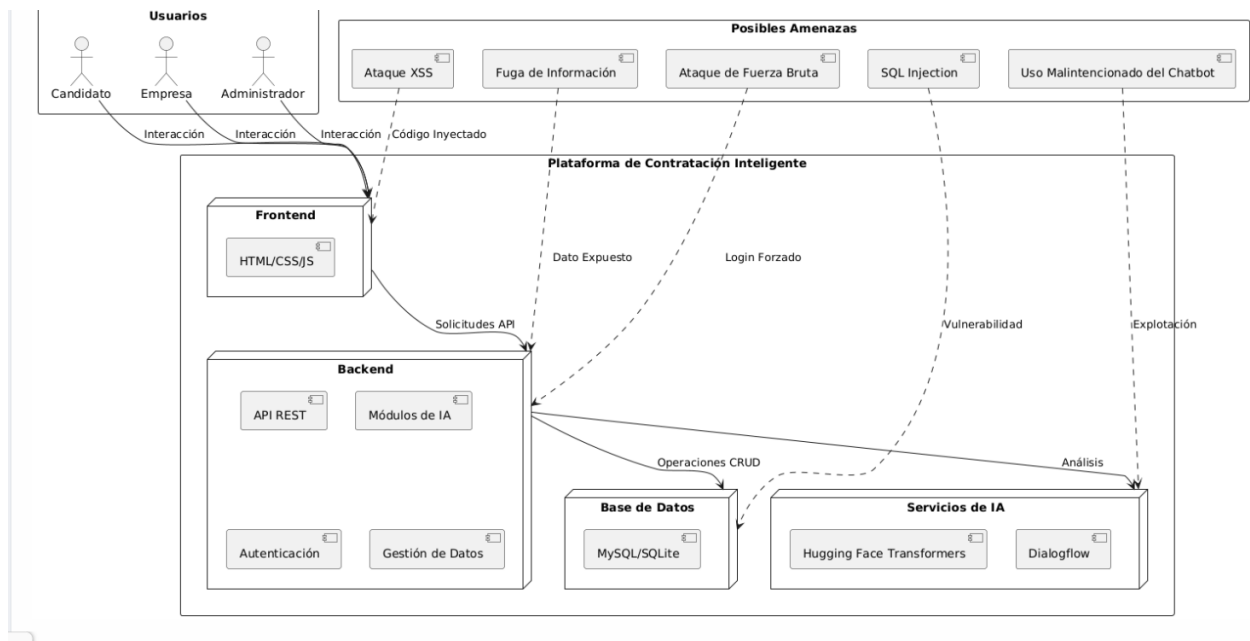 Usuarios
Candidato
Empresa
Administrador
Posibles Amenazas
Ataque XSS
Fuga de Información
Ataque de Fuerza Bruta
SQL Injection
Uso Malintencionado del Chatbot
Interacción
Interacción
Interacción
Código Inyectado
Plataforma de Contratación Inteligente
Frontend
HTML/CSS/JS
Dato Expuesto
Login Forzado
Solicitudes API
Vulnerabilidad
Explotación
Backend
API REST
Módulos de IA
Autenticación
Gestión de Datos
Operaciones CRUD
Análisis
Base de Datos
MySQL/SQLite
Servicios de IA
Hugging Face Transformers
Dialogflow